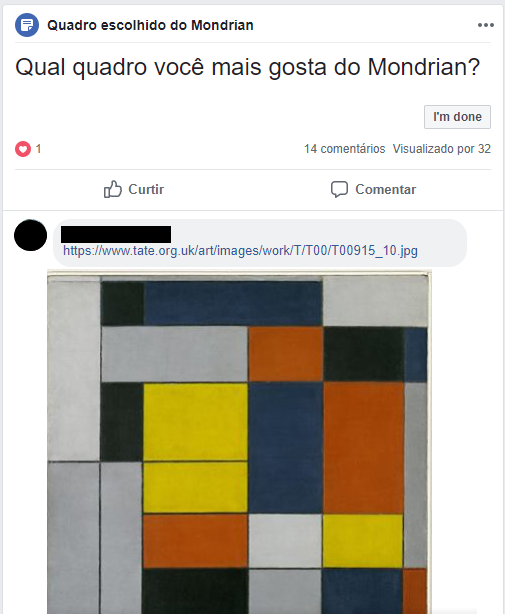 Quadro escolhido do Mondrian
Qual quadro você mais gosta do Mondrian?
I'm done
1
14 comentários Visualizado por 32
Curtir
Comentar
https://www.tate.org.uk/art/images/work/T/T00/T00915_10.jpg